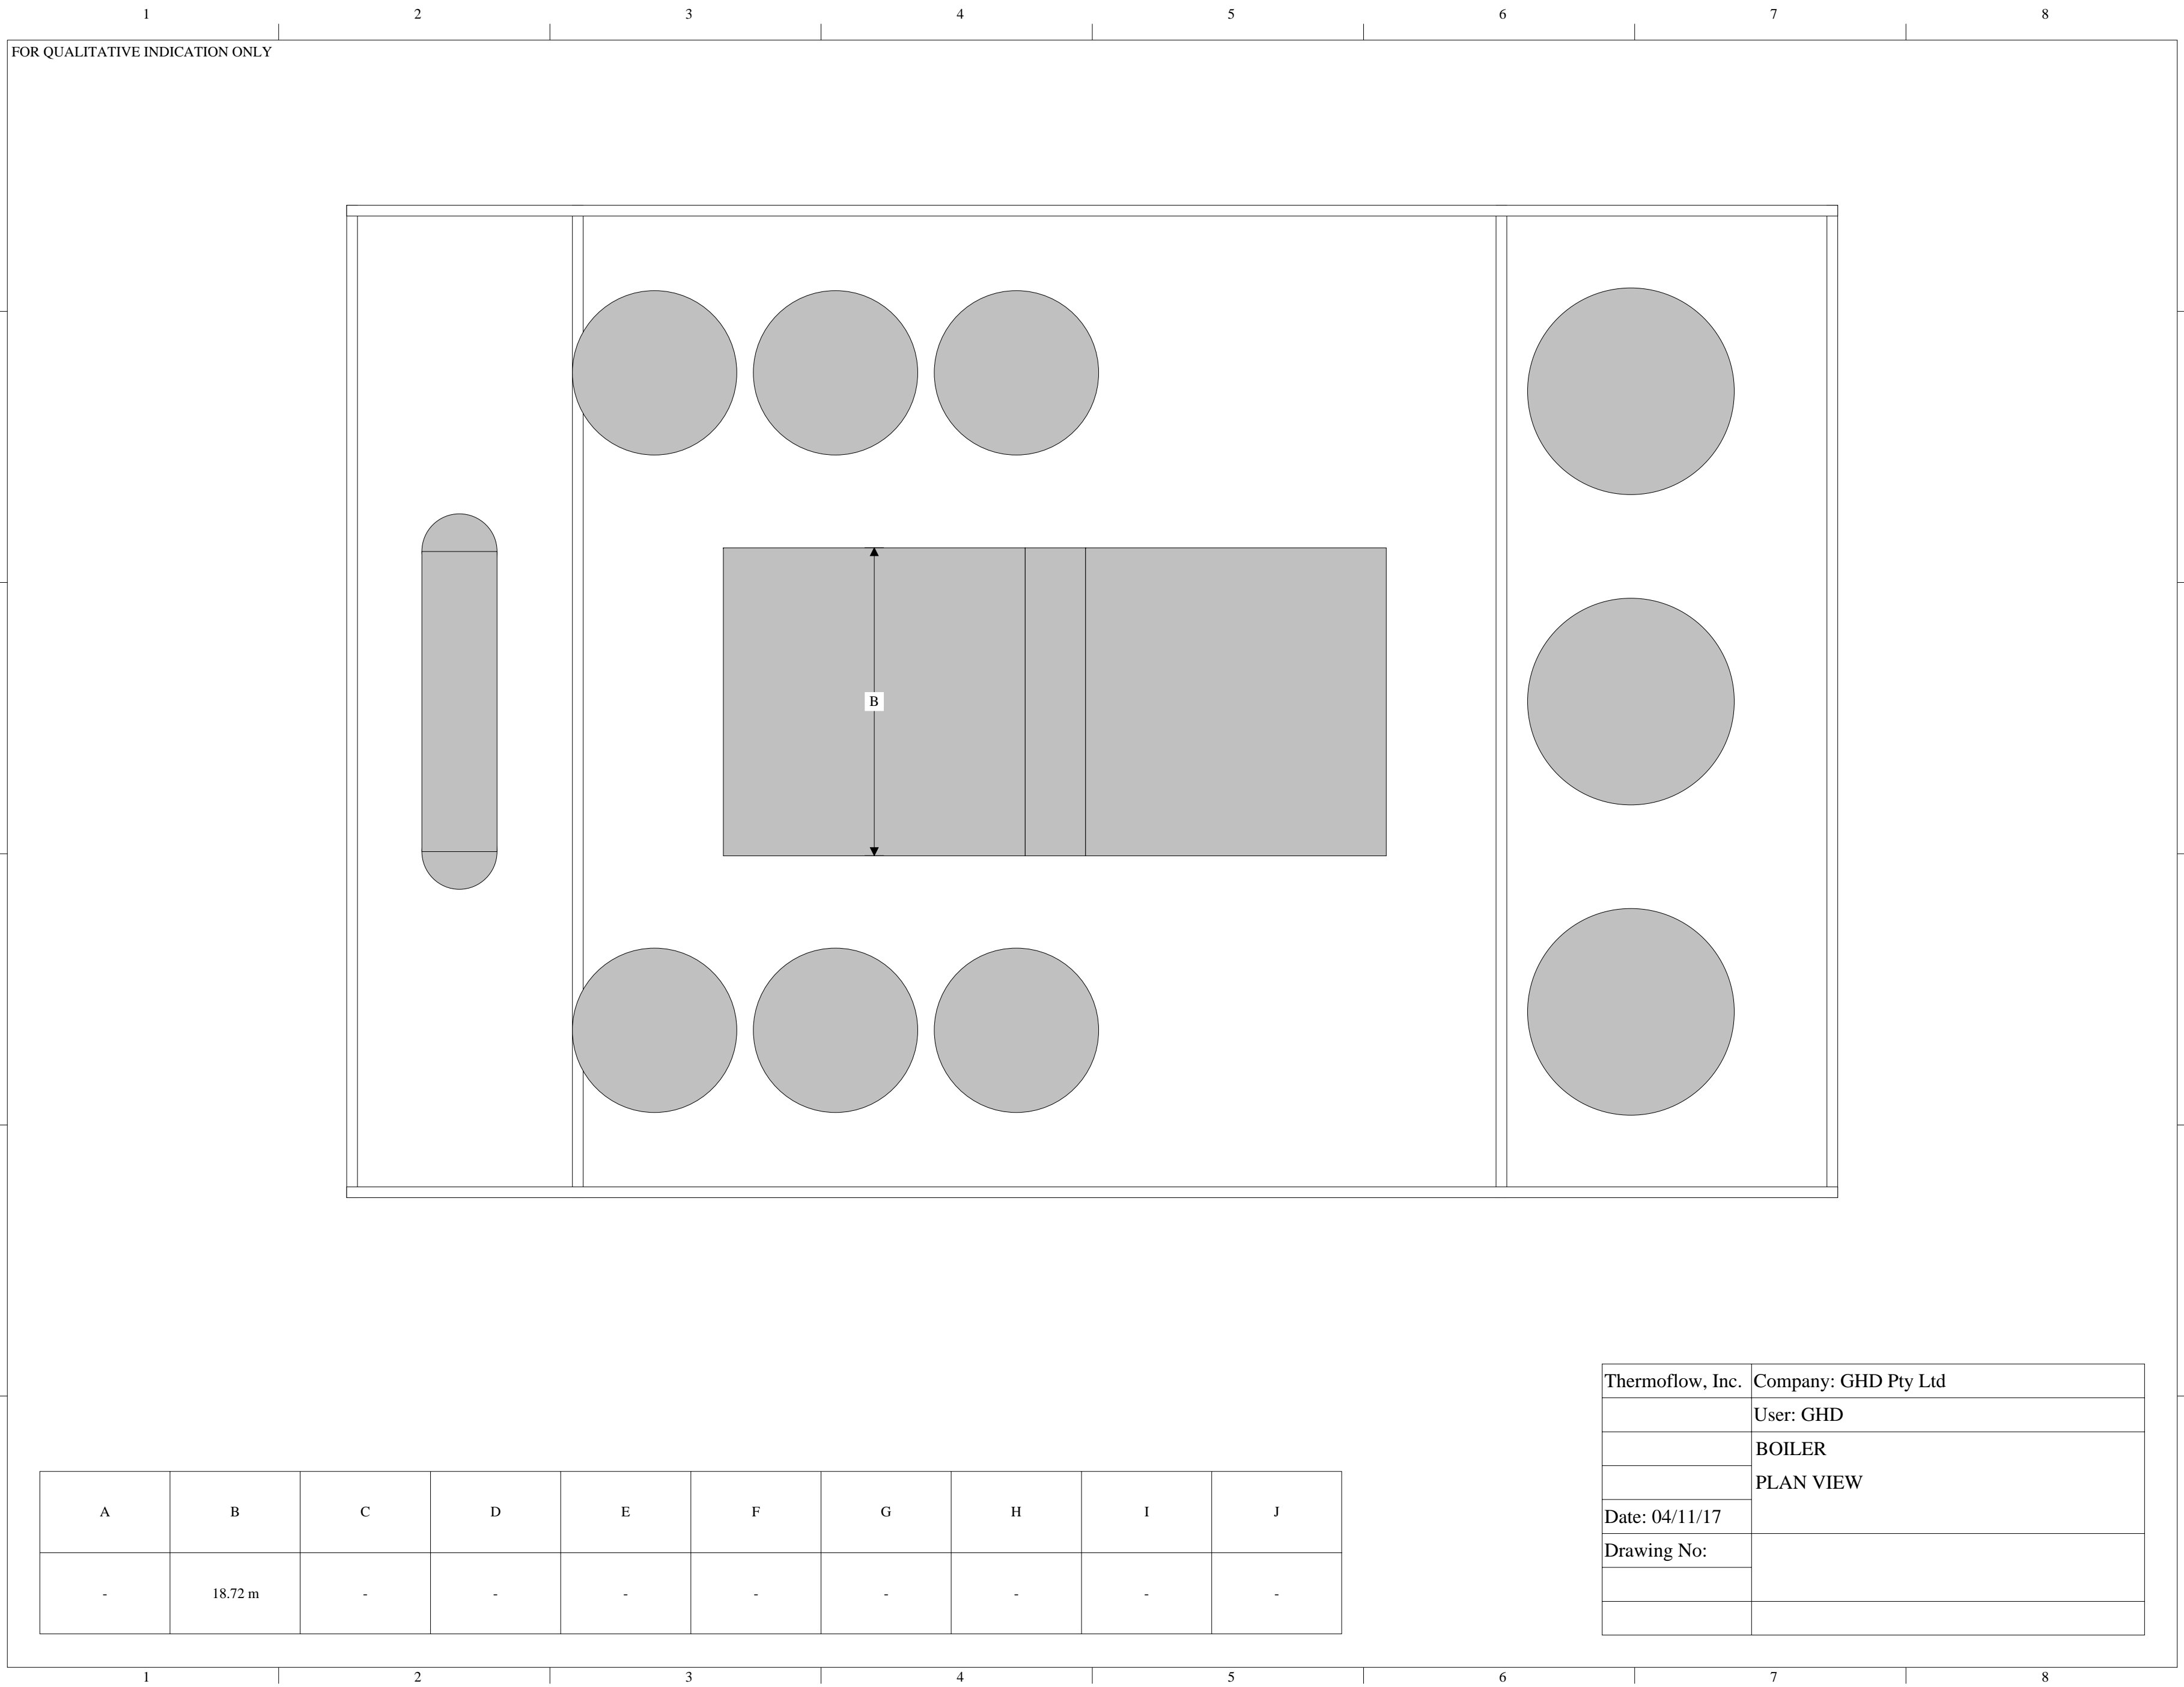 1 2 3 4 5 6 7 8
FOR QUALITATIVE INDICATION ONLY
B
Thermoflow, Inc. Company: GHD Pty Ltd
User: GHD
BOILER
PLAN VIEW
Date: 04/11/17
Drawing No:
A B C D E F G H I J
- 18.72 m - - - - - - - -
1 2 3 4 5 6 7 8